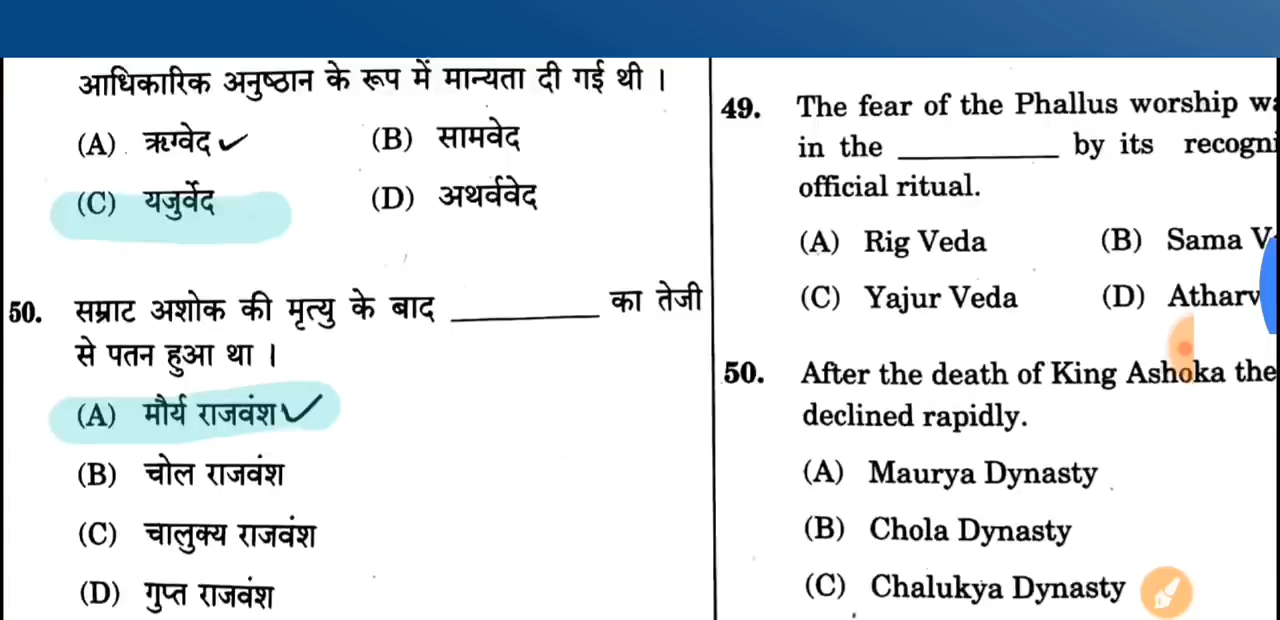 आधिकारिक अनुष्ठान के रूप में मान्यता दी गई थी ।
(A) ऋग्वेद
(B) सामवेद
(C) यजुर्वेद
(D) अथर्ववेद
50. सम्राट अशोक की मृत्यु के बाद __________ का तेजी
से पतन हुआ था ।
(A) मौर्य राजवंश
(B) चोल राजवंश
(C) चालुक्य राजवंश
(D) गुप्त राजवंश
49. The fear of the Phallus worship
in the __________ by its
official ritual.
(A) Rig Veda
(B) Sama
(C) Yajur Veda
(D)
50. After the death of King Ashoka the
declined rapidly.
(A) Maurya Dynasty
(B) Chola Dynasty
(C) Chalukya Dynasty